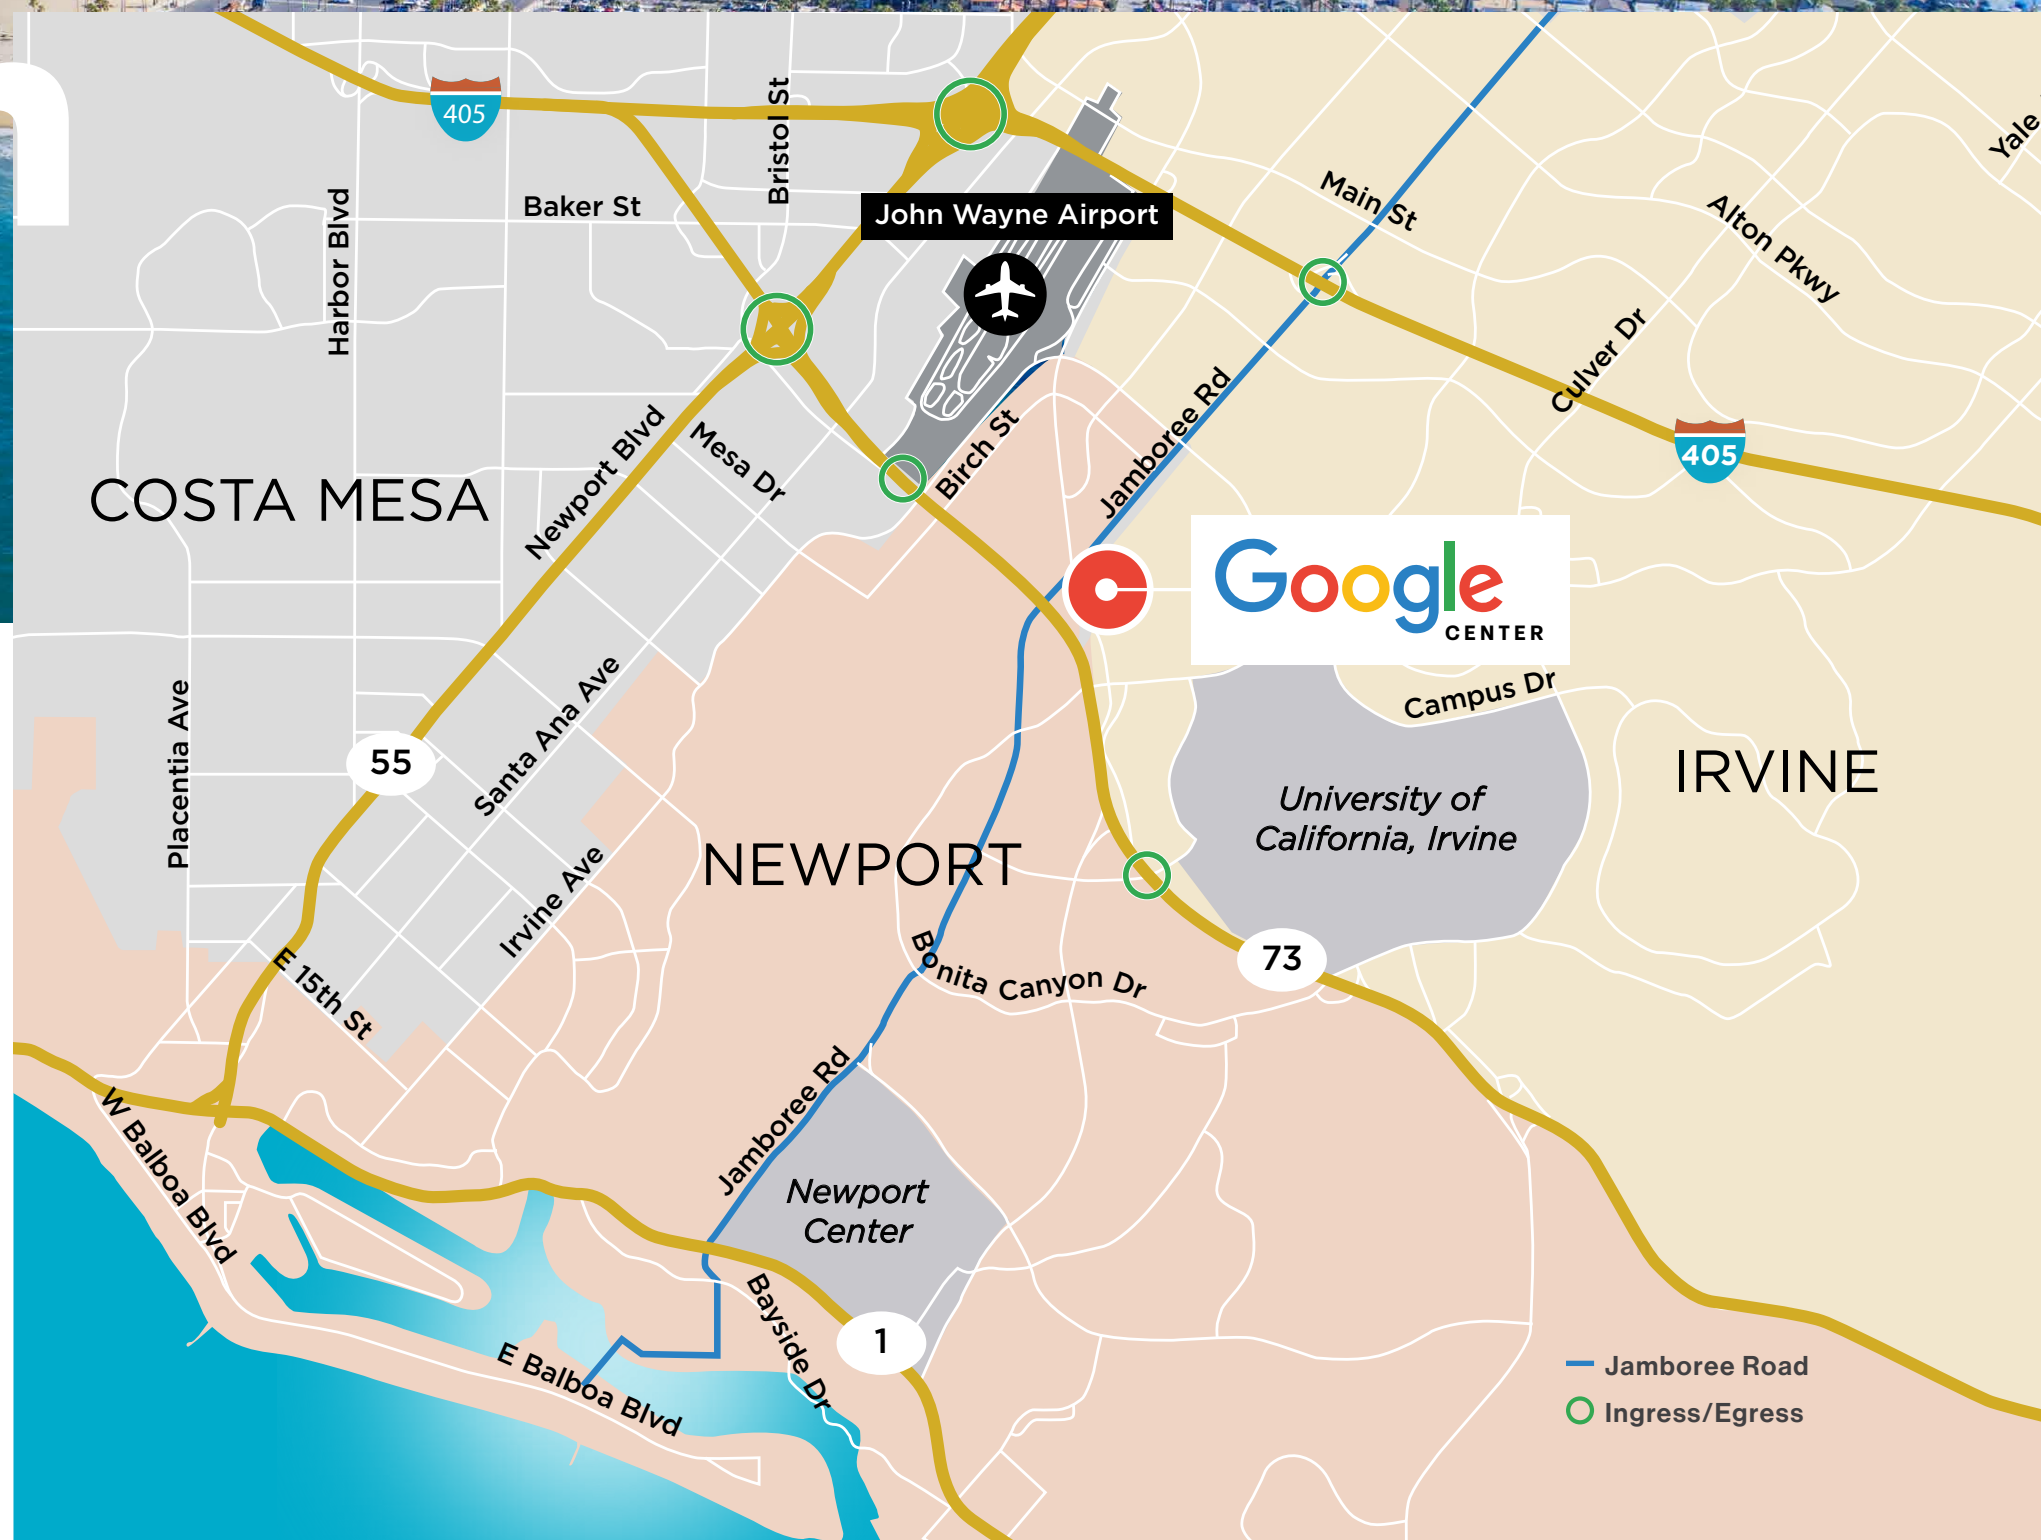 405
Bristol St
Yale
Harbor Blvd
Baker St
John Wayne Airport
Main St
Alton Pkwy
Culver Dr
Jamboree Rd
Newport Blvd
Mesa Dr
Birch St
405
COSTA MESA
Google
CENTER
Placentia Ave
Santa Ana Ave
Campus Dr
55
IRVINE
University of
California, Irvine
NEWPORT
Irvine Ave
Bonita Canyon Dr
73
E 15th St
Jamboree Rd
W Balboa Blvd
Newport
Center
Bayside Dr
1
E Balboa Blvd
Jamboree Road
Ingress/Egress